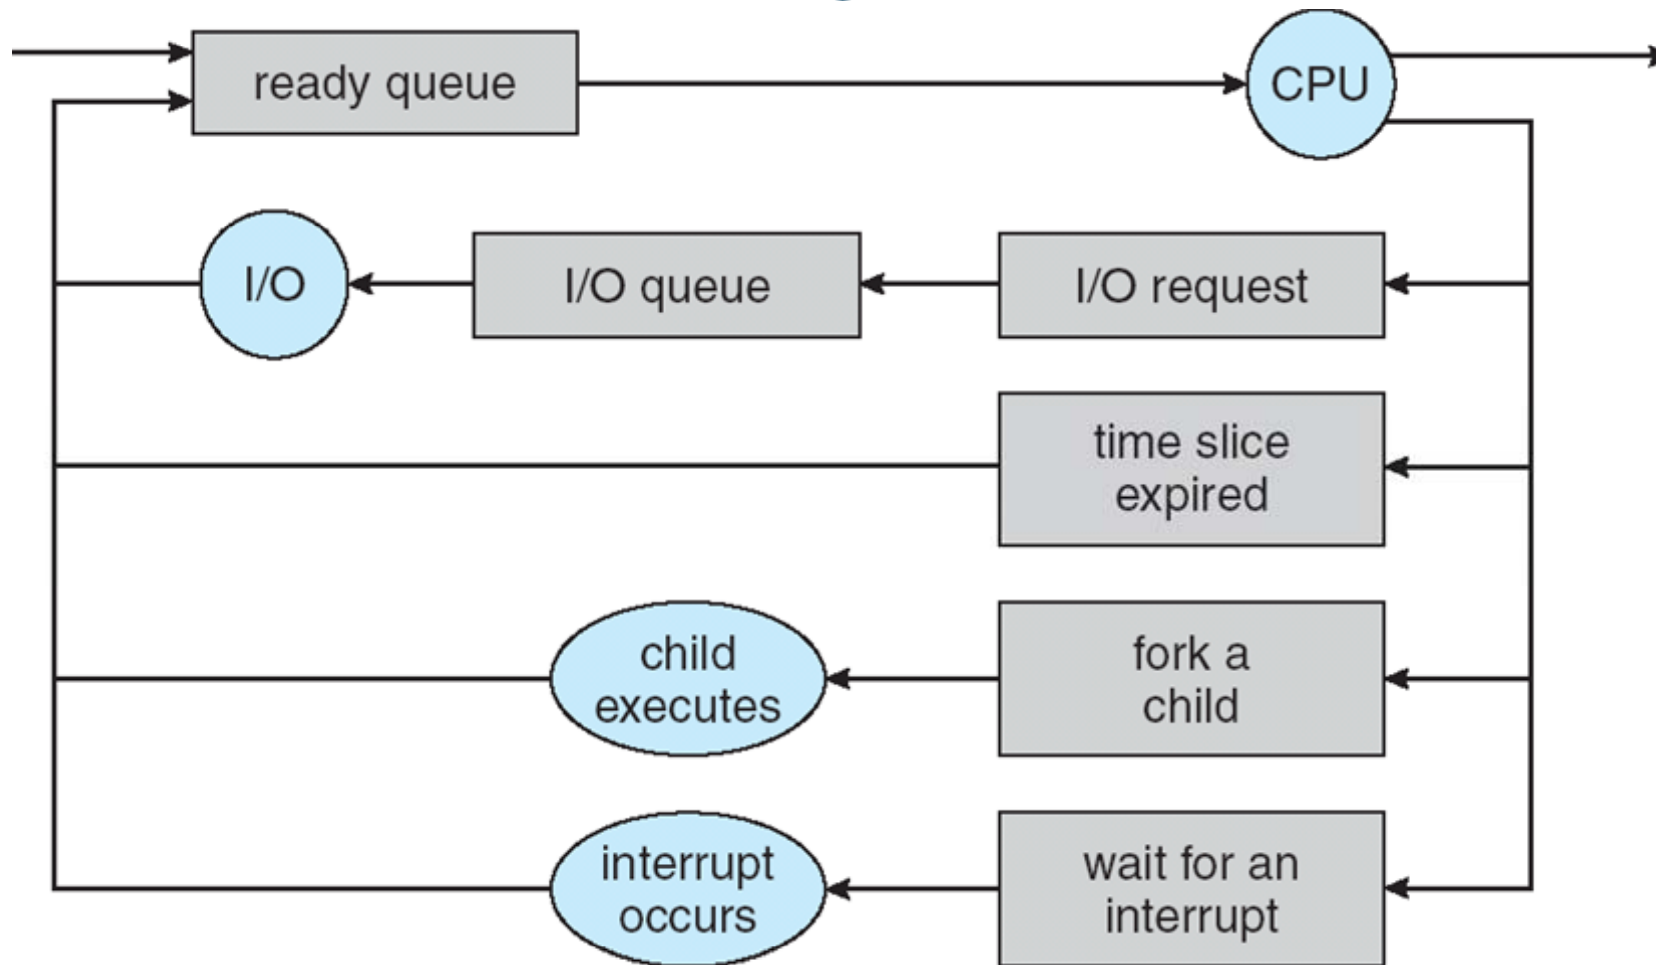 ready queue
CPU
I/O
I/O queue
I/O request
time slice
expired
child
executes
fork a
child
interrupt
occurs
wait for an
interrupt